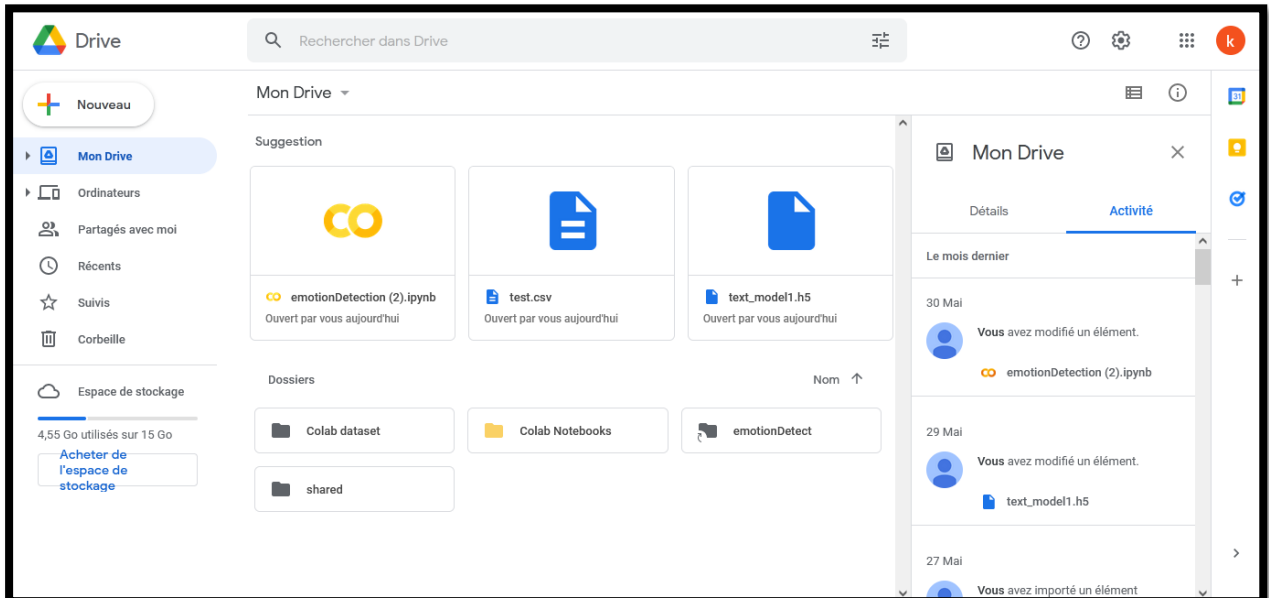 Drive
Rechercher dans Drive
k
Nouveau
Mon Drive
Ordinateurs
Partagés avec moi
Récents
Suivis
Corbeille
Espace de stockage
4,55 Go utilisés sur 15 Go
Acheter de
l'espace de
stockage
Mon Drive
Suggestion
emotionDetection (2).ipynb
Ouvert par vous aujourd'hui
test.csv
Ouvert par vous aujourd'hui
text_model1.h5
Ouvert par vous aujourd'hui
Dossiers
Nom
Colab dataset
Colab Notebooks
emotionDetect
shared
Mon Drive
Détails
Activité
Le mois dernier
30 Mai
Vous avez modifié un élément.
emotionDetection (2).ipynb
29 Mai
Vous avez modifié un élément.
text_model1.h5
27 Mai
Vous avez importé un élément
31